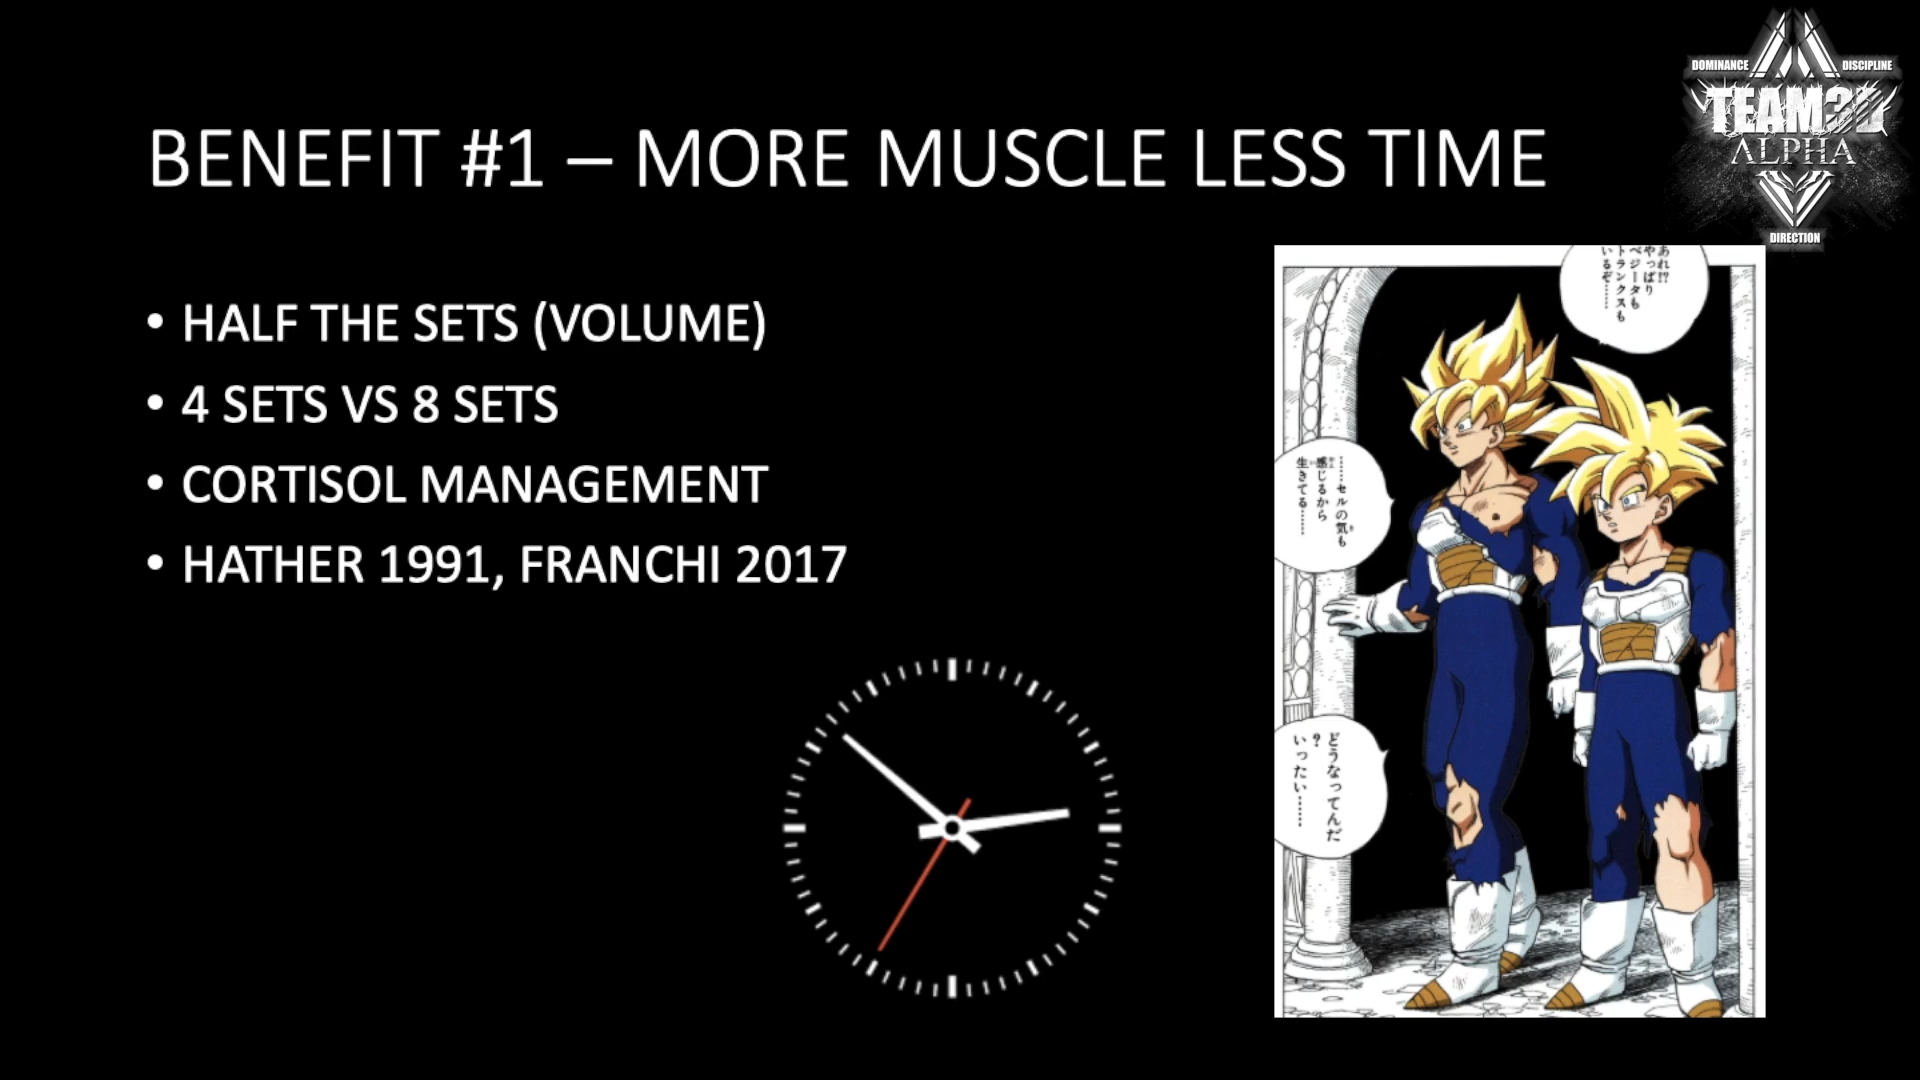 BENEFIT #1 – MORE MUSCLE LESS TIME
• HALF THE SETS (VOLUME)
• 4 SETS VS 8 SETS
• CORTISOL MANAGEMENT
• HATHER 1991, FRANCHI 2017
DOMINANCE
DISCIPLINE
TEAM3D
ALPHA
DIRECTION
あれ!?
やっぱり
ベジータも
トランクスも
いるぞ……
……セルの気も
感じるから
生きてる……
どうなってんだ
?
いったい……